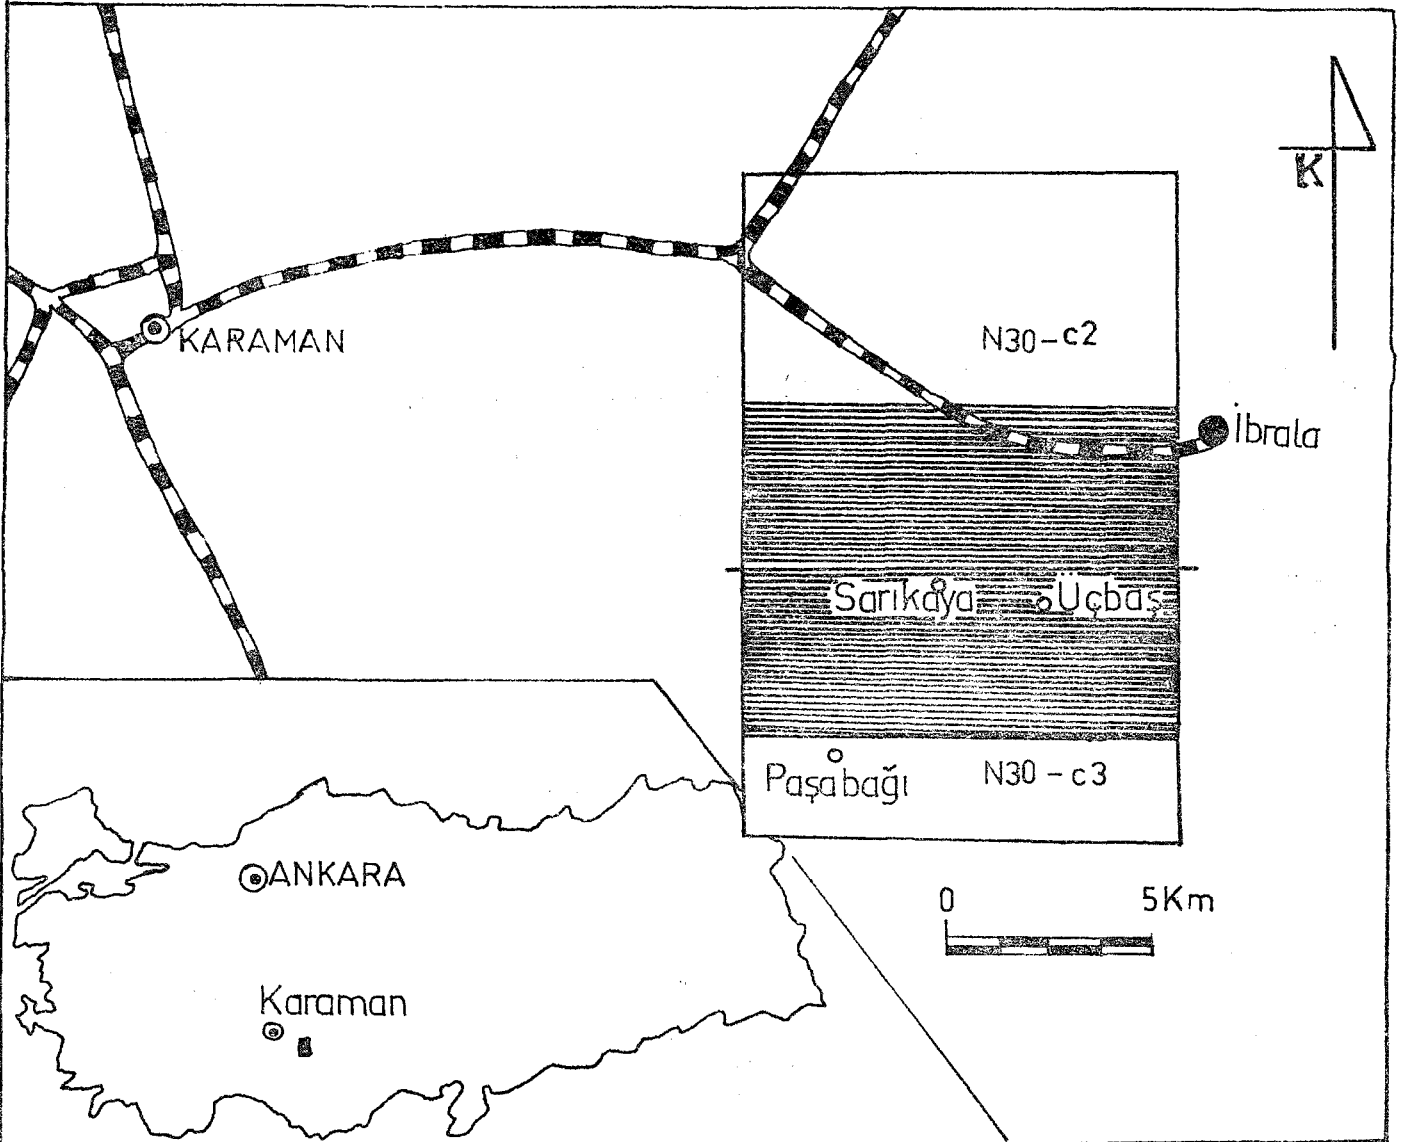 K
KARAMAN
N30-c2
İbrala
Sarıkaya
Üçbaş
Paşabağı
N30-c3
ANKARA
0 5Km
Karaman